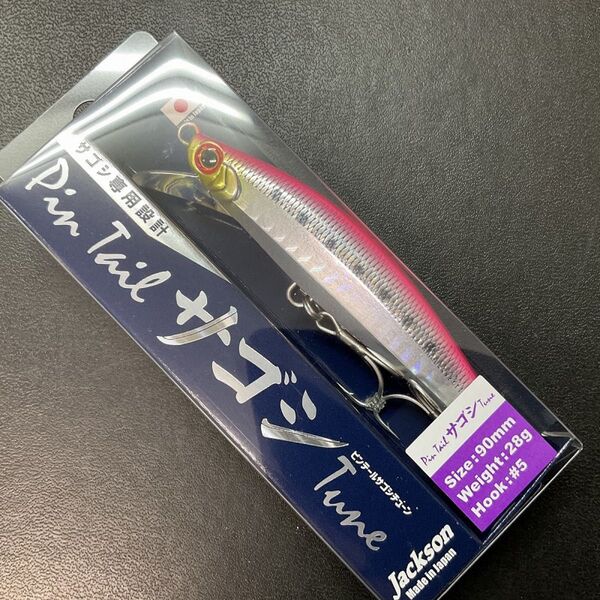 サゴシ専用設計
Pin Tail
サゴシ
Tune
ピンテールサゴシチューン
Jackson
Made in Japan
Pin Tail サゴシ Tune
Size:90mm
Weight:28g
Hook:#5